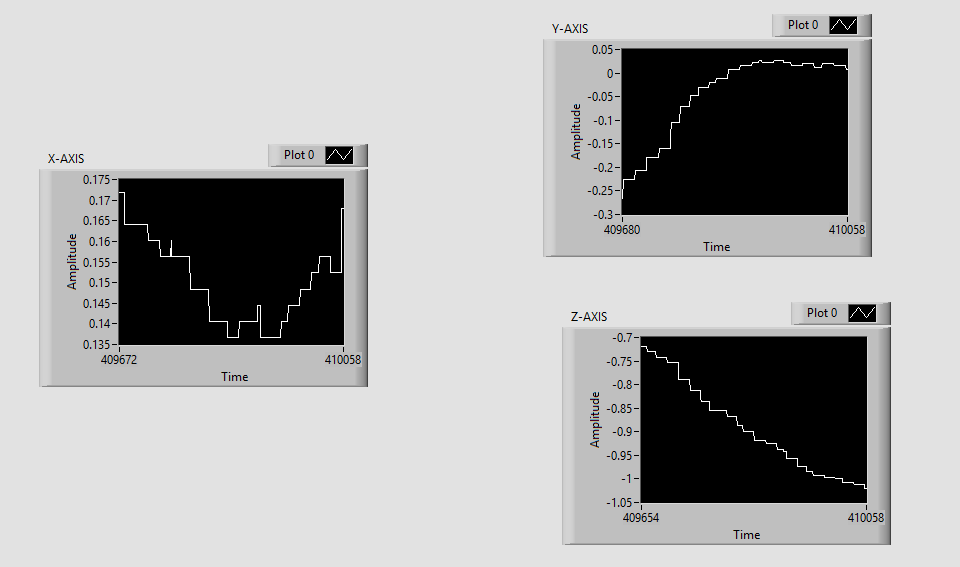 X-AXIS
Plot 0
0.175
0.17
0.165
0.16
0.155
0.15
0.145
0.14
0.135
Amplitude
409672
410058
Time
Y-AXIS
Plot 0
0.05
0
-0.05
-0.1
-0.15
-0.2
-0.25
-0.3
Amplitude
409680
410058
Time
Z-AXIS
Plot 0
-0.7
-0.75
-0.8
-0.85
-0.9
-0.95
-1
-1.05
Amplitude
409654
410058
Time